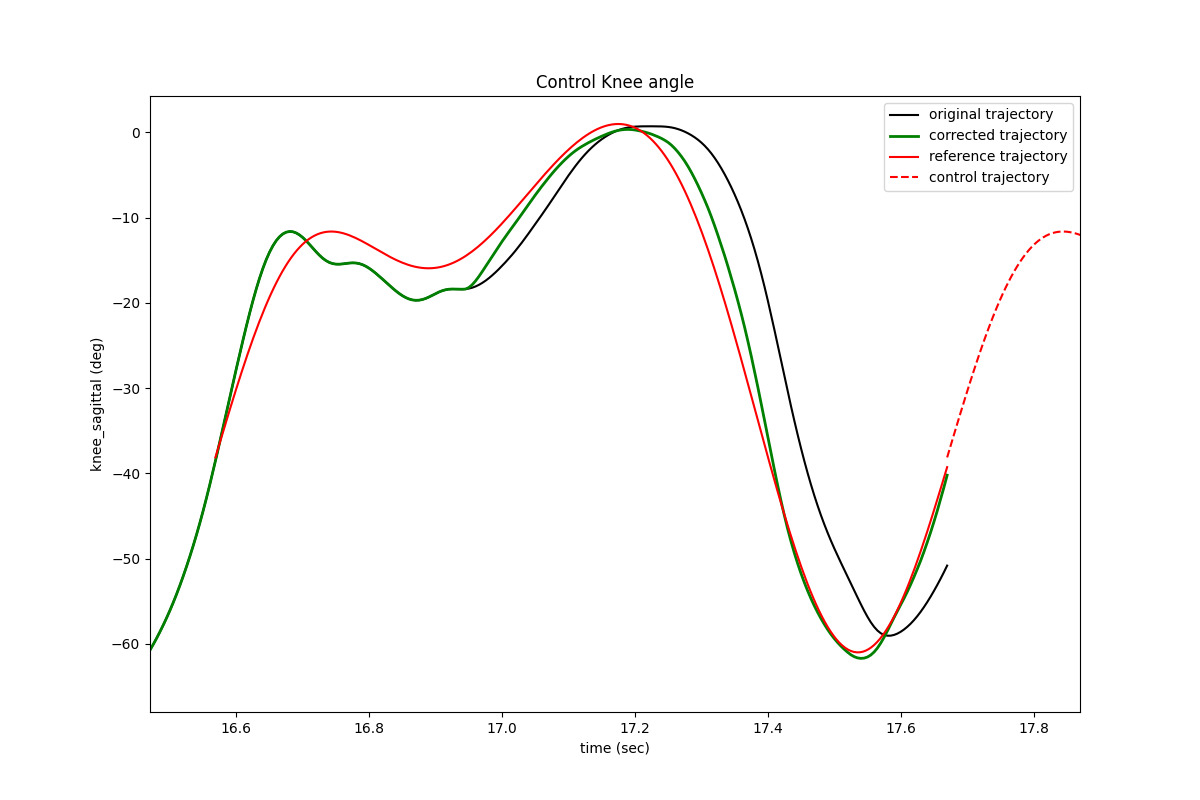 Control Knee angle
original trajectory
corrected trajectory
reference trajectory
control trajectory
0
−10
−20
−30
−40
−50
−60
knee_sagittal (deg)
16.6 16.8 17.0 17.2 17.4 17.6 17.8
time (sec)